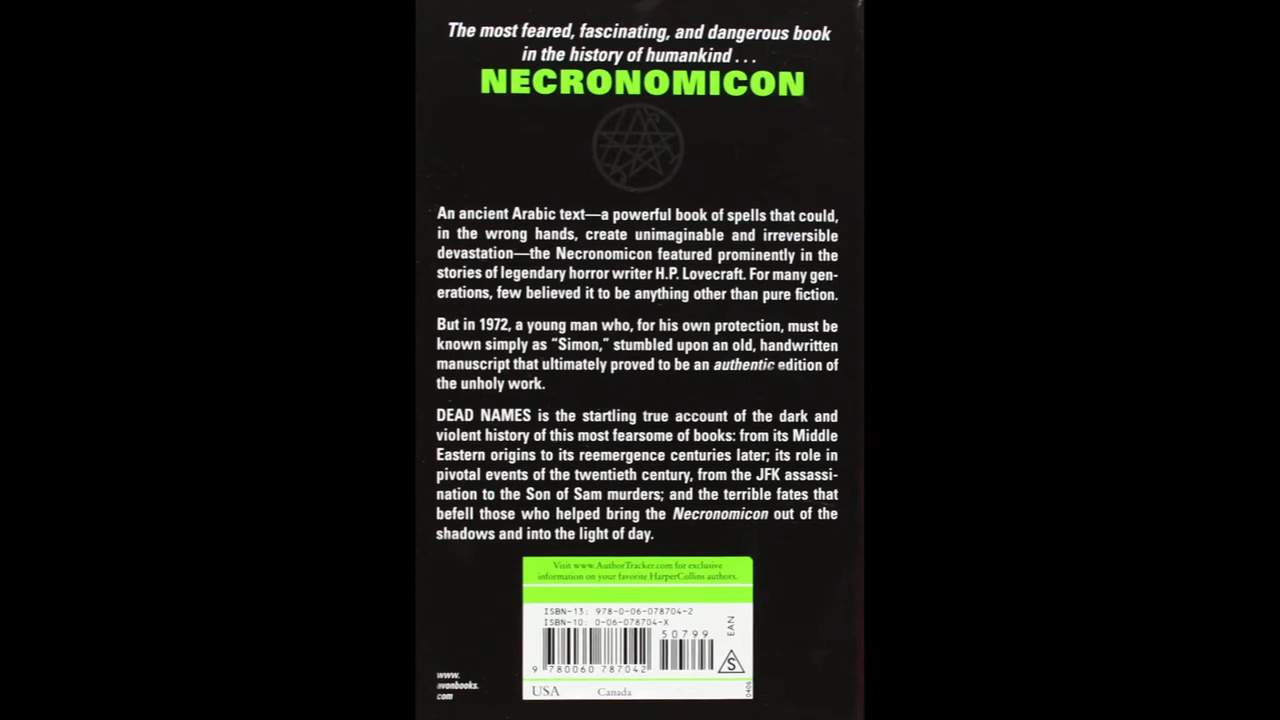 The most feared, fascinating, and dangerous book
in the history of humankind . . .
NECRONOMICON
An ancient Arabic text—a powerful book of spells that could,
in the wrong hands, create unimaginable and irreversible
devastation—the Necronomicon featured prominently in the
stories of legendary horror writer H.P. Lovecraft. For many gen-
erations, few believed it to be anything other than pure fiction.
But in 1972, a young man who, for his own protection, must be
known simply as “Simon,” stumbled upon an old, handwritten
manuscript that ultimately proved to be an authentic edition of
the unholy work.
DEAD NAMES is the startling true account of the dark and
violent history of this most fearsome of books: from its Middle
Eastern origins to its reemergence centuries later; its role in
pivotal events of the twentieth century, from the JFK assassi-
nation to the Son of Sam murders; and the terrible fates that
befell those who helped bring the Necronomicon out of the
shadows and into the light of day.
Visit www.AuthorTracker.com for exclusive
information on your favorite HarperCollins authors.
ISBN-13: 978-0-06-078704-2
ISBN-10: 0-06-078704-X
50799
EAN
S
9 780060 787042
USA Canada
0406
www.
avonbooks.
com